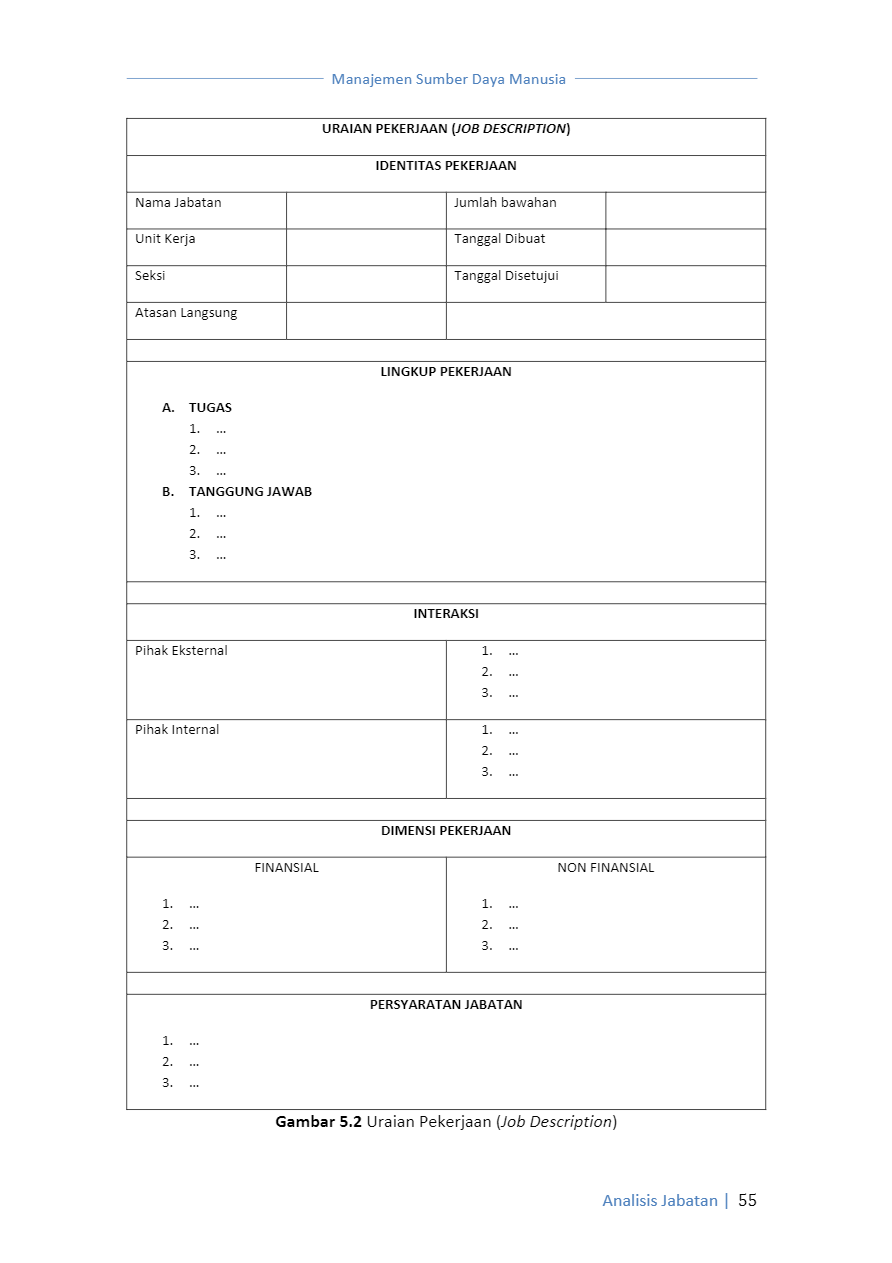 Manajemen Sumber Daya Manusia
URAIAN PEKERJAAN (JOB DESCRIPTION)
IDENTITAS PEKERJAAN
Nama Jabatan Jumlah bawahan
Unit Kerja Tanggal Dibuat
Seksi Tanggal Disetujui
Atasan Langsung
LINGKUP PEKERJAAN
A. TUGAS
1. ...
2. ...
3. ...
B. TANGGUNG JAWAB
1. ...
2. ...
3. ...
INTERAKSI
Pihak Eksternal 1. ...
2. ...
3. ...
Pihak Internal 1. ...
2. ...
3. ...
DIMENSI PEKERJAAN
FINANSIAL NON FINANSIAL
1. ... 1. ...
2. ... 2. ...
3. ... 3. ...
PERSYARATAN JABATAN
1. ...
2. ...
3. ...
Gambar 5.2 Uraian Pekerjaan (Job Description)
Analisis Jabatan | 55